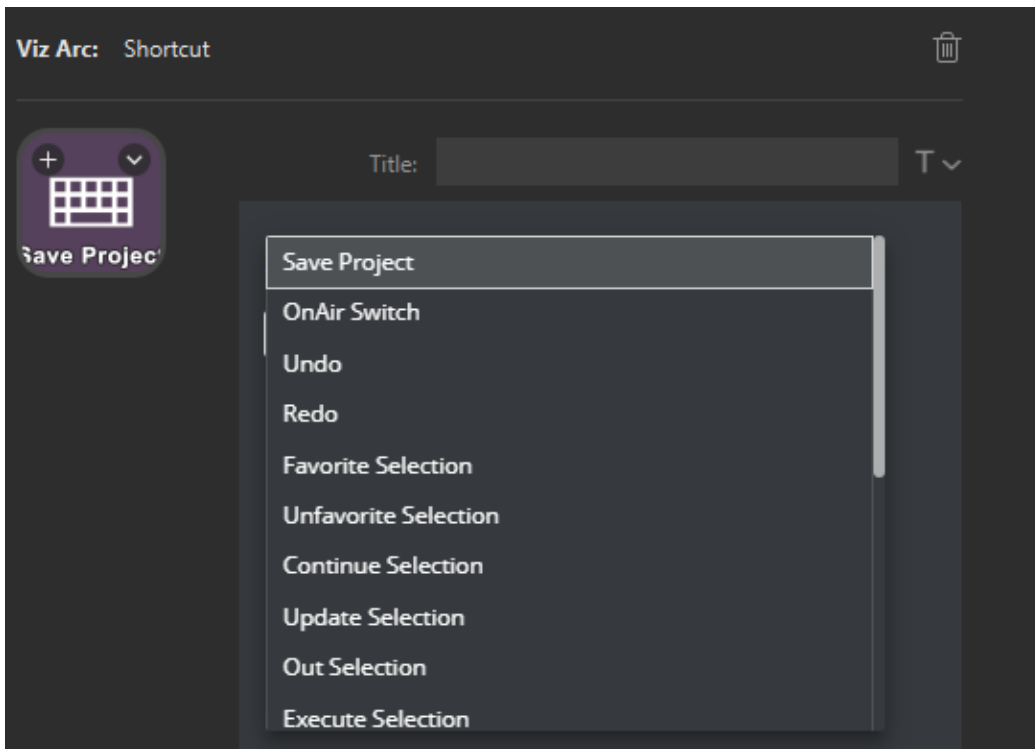 Viz Arc: Shortcut
Title:
T
Save Project
Save Project
OnAir Switch
Undo
Redo
Favorite Selection
Unfavorite Selection
Continue Selection
Update Selection
Out Selection
Execute Selection